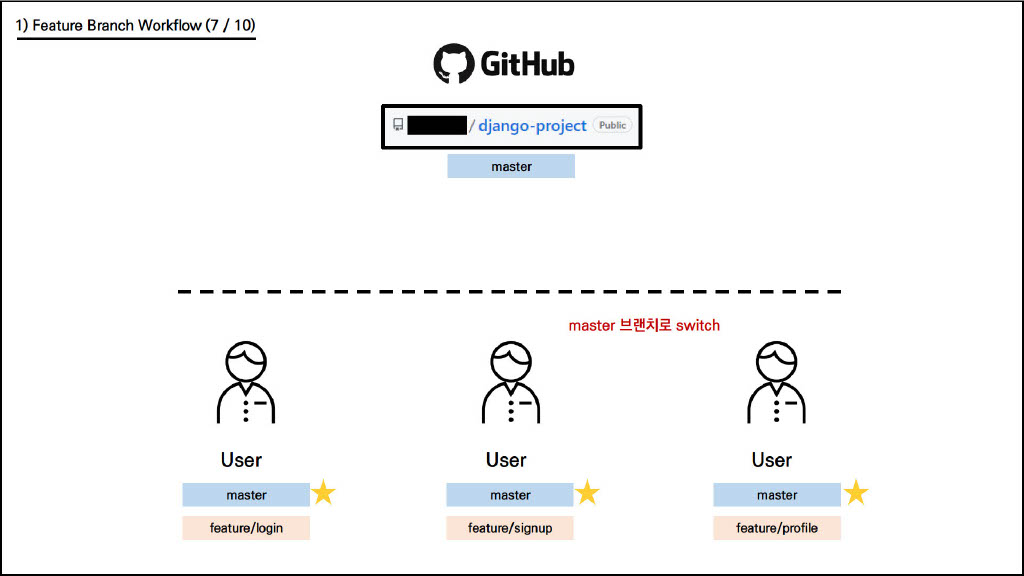 1) Feature Branch Workflow (7 / 10)
GitHub
/ django-project Public
master
master 브랜치로 switch
User
User
User
master
master
master
feature/login
feature/signup
feature/profile